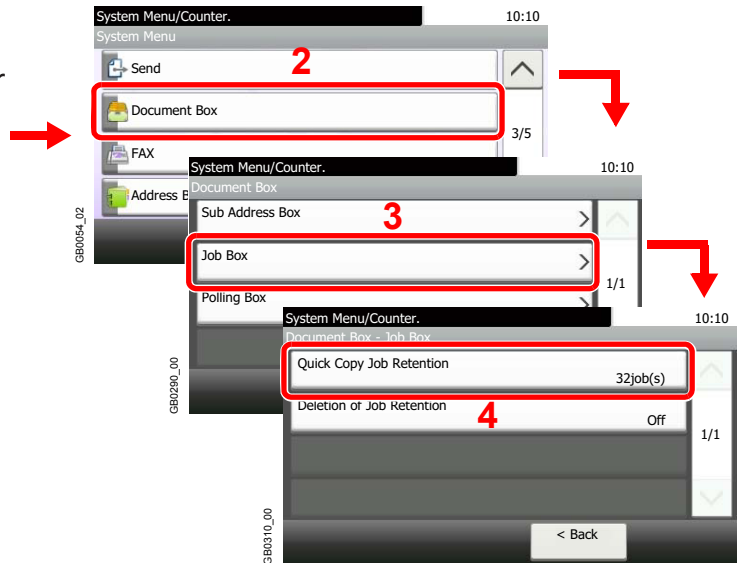 System Menu/Counter.
10:10
System Menu
Send
2
Document Box
3/5
FAX
Address B
GB0054_02
r
System Menu/Counter.
10:10
Document Box
Sub Address Box
3
Job Box
1/1
Polling Box
GB0290_00
System Menu/Counter.
10:10
Document Box - Job Box
Quick Copy Job Retention
32job(s)
Deletion of Job Retention
4
Off
1/1
< Back
GB0310_00